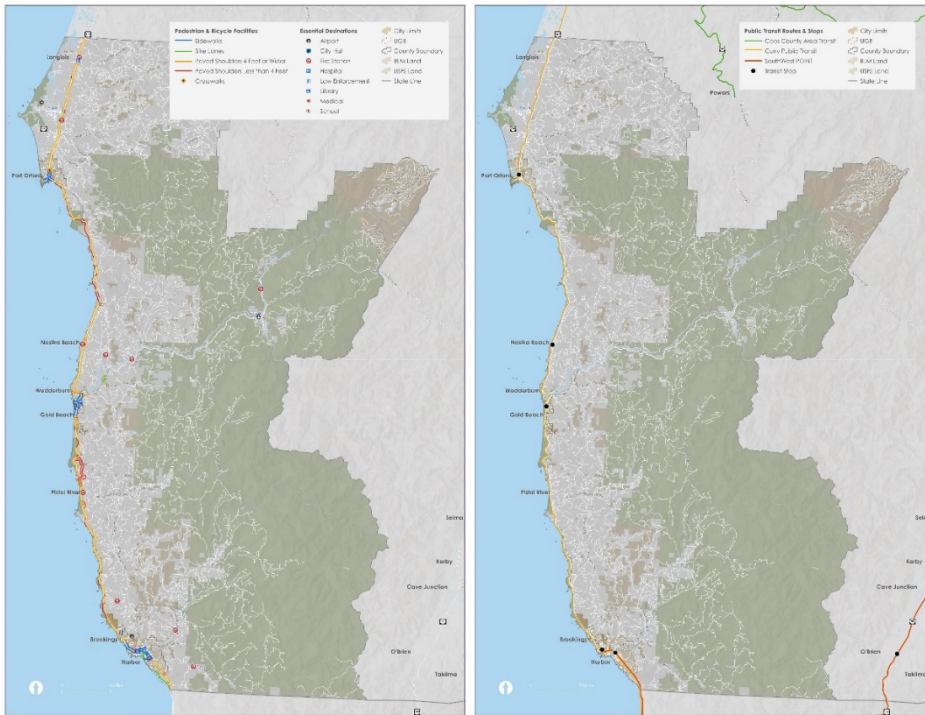 Pedestrian & Bicycle Facilities
Sidewalks
Bike Lanes
Paved Shoulders 4 Feet or Wider
Paved Shoulders Less than 4 Feet
Crosswalks
Essential Destinations
Airport
City Hall
Fire Station
Hospital
Law Enforcement
Library
Medical
School
City Limits
UGB
County Boundary
BLM Land
USFS Land
State Line
Langlois
Port Orford
Nesika Beach
Wedderburn
Gold Beach
Pistol River
Brookings
Harbor
Selma
Kerby
Cave Junction
O'Brien
Takilma
Public Transit Routes & Stops
Coos County Area Transit
Curry Public Transit
SouthWest POINT
Transit Stop
City Limits
UGB
County Boundary
BLM Land
USFS Land
State Line
Langlois
Powers
Port Orford
Nesika Beach
Wedderburn
Gold Beach
Pistol River
Brookings
Harbor
Kerby
Cave Junction
O'Brien
Takilma